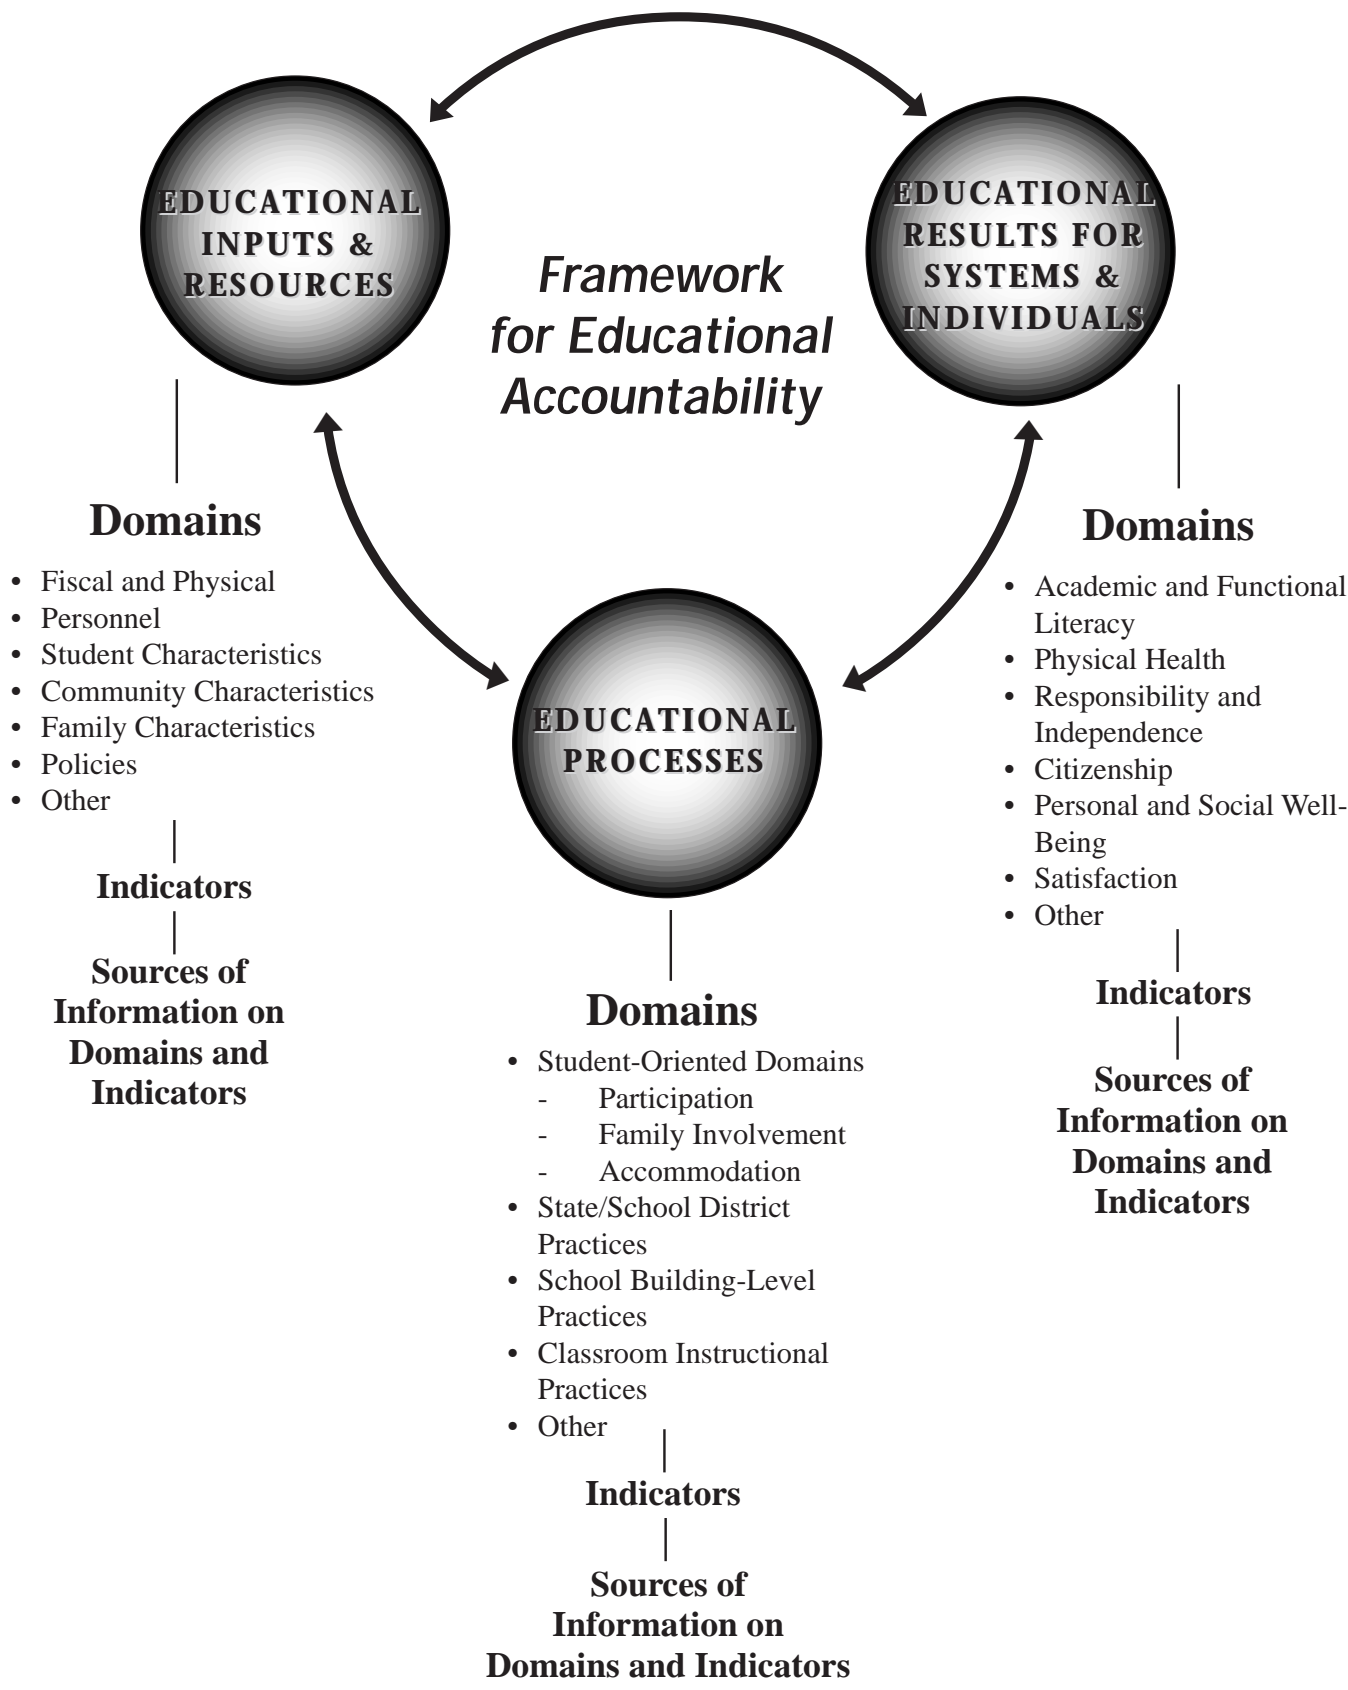 EDUCATIONAL
INPUTS &
RESOURCES
EDUCATIONAL
RESULTS FOR
SYSTEMS &
INDIVIDUALS
Framework
for Educational
Accountability
EDUCATIONAL
PROCESSES
Domains
• Fiscal and Physical
• Personnel
• Student Characteristics
• Community Characteristics
• Family Characteristics
• Policies
• Other
Indicators
Sources of
Information on
Domains and
Indicators
Domains
• Student-Oriented Domains
- Participation
- Family Involvement
- Accommodation
• State/School District
Practices
• School Building-Level
Practices
• Classroom Instructional
Practices
• Other
Indicators
Sources of
Information on
Domains and Indicators
Domains
• Academic and Functional
Literacy
• Physical Health
• Responsibility and
Independence
• Citizenship
• Personal and Social Well-
Being
• Satisfaction
• Other
Indicators
Sources of
Information on
Domains and
Indicators